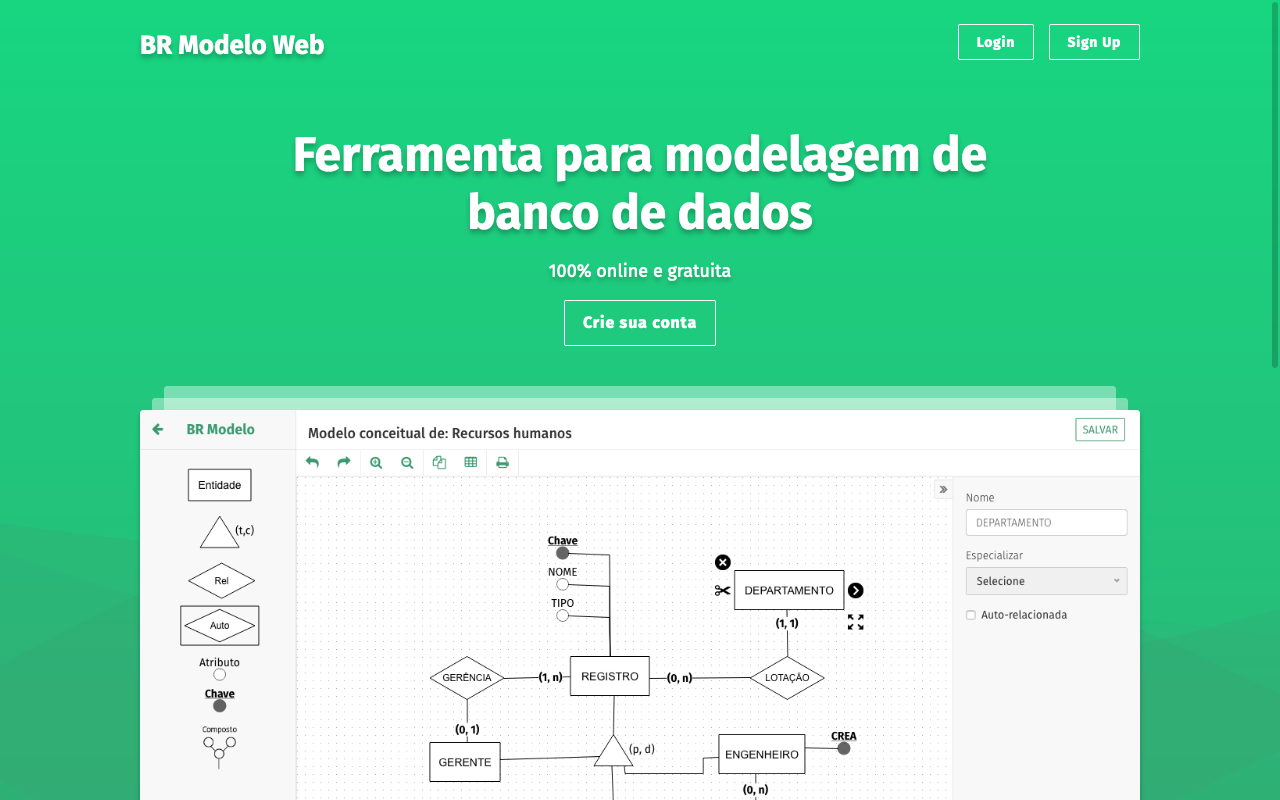 BR Modelo Web
Login
Sign Up
Ferramenta para modelagem de
banco de dados
100% online e gratuita
Crie sua conta
BR Modelo
Modelo conceitual de: Recursos humanos
SALVAR
Entidade
(t,c)
Rel
Auto
Atributo
Chave
Composto
Chave
NOME
TIPO
DEPARTAMENTO
(1, 1)
GERÊNCIA
(1, n)
REGISTRO
(0, n)
LOTAÇÃO
(0, 1)
GERENTE
(p, d)
ENGENHEIRO
CREA
(0, n)
Nome
DEPARTAMENTO
Especializar
Selecione
Auto-relacionada